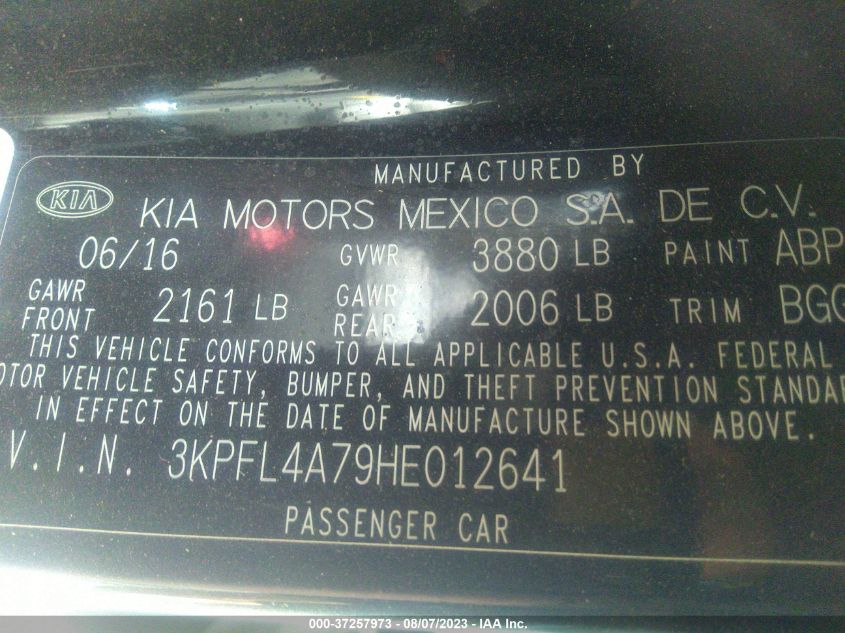 MANUFACTURED BY
KIA KIA MOTORS MEXICO S.A. DE C.V.
06/16 GVWR 3880 LB PAINT ABP
GAWR FRONT 2161 LB GAWR REAR 2006 LB TRIM BGG
THIS VEHICLE CONFORMS TO ALL APPLICABLE U.S.A. FEDERAL
OTOR VEHICLE SAFETY, BUMPER, AND THEFT PREVENTION STANDAR
IN EFFECT ON THE DATE OF MANUFACTURE SHOWN ABOVE.
V.I.N. 3KPFL4A79HE012641
PASSENGER CAR
000-37257973 - 08/07/2023 - IAA Inc.